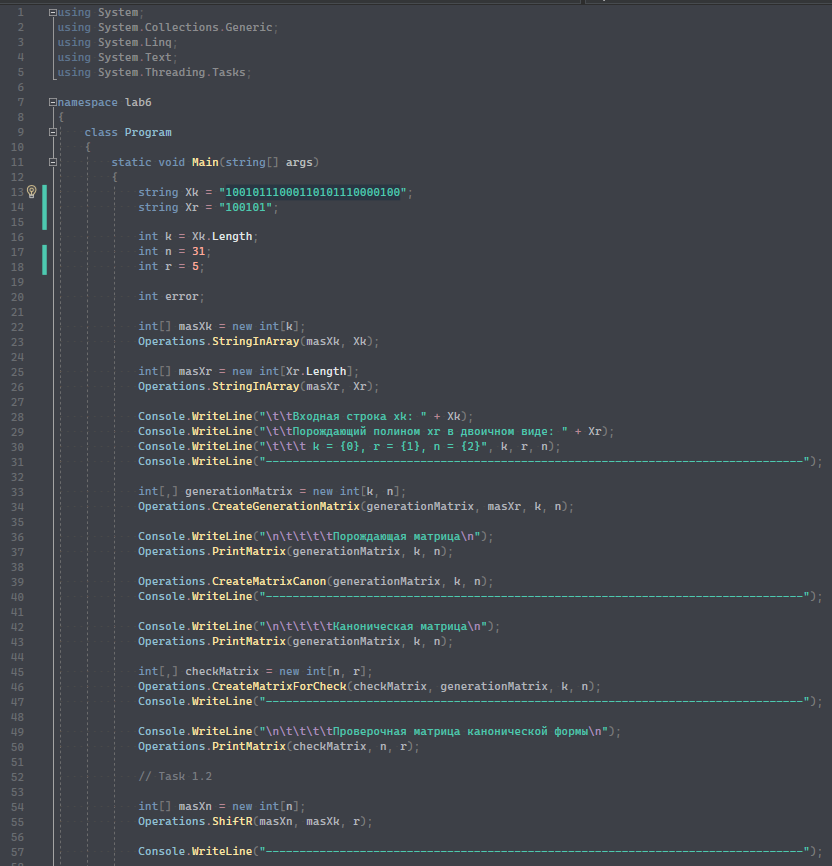 1 using System;
2 using System.Collections.Generic;
3 using System.Linq;
4 using System.Text;
5 using System.Threading.Tasks;
6
7 namespace lab6
8 {
9 class Program
10 {
11 static void Main(string[] args)
12 {
13 string Xk = "10010111000110101110000100";
14 string Xr = "100101";
15
16 int k = Xk.Length;
17 int n = 31;
18 int r = 5;
19
20 int error;
21
22 int[] masXk = new int[k];
23 Operations.StringInArray(masXk, Xk);
24
25 int[] masXr = new int[Xr.Length];
26 Operations.StringInArray(masXr, Xr);
27
28 Console.WriteLine("\t\tВходная строка xk: " + Xk);
29 Console.WriteLine("\t\tПорождающий полином xr в двоичном виде: " + Xr);
30 Console.WriteLine("\t\t\t k = {0}, r = {1}, n = {2}", k, r, n);
31 Console.WriteLine("--------------------------------------------------------------------------------");
32
33 int[,] generationMatrix = new int[k, n];
34 Operations.CreateGenerationMatrix(generationMatrix, masXr, k, n);
35
36 Console.WriteLine("\n\t\t\t\tПорождающая матрица\n");
37 Operations.PrintMatrix(generationMatrix, k, n);
38
39 Operations.CreateMatrixCanon(generationMatrix, k, n);
40 Console.WriteLine("--------------------------------------------------------------------------------");
41
42 Console.WriteLine("\n\t\t\t\tКаноническая матрица\n");
43 Operations.PrintMatrix(generationMatrix, k, n);
44
45 int[,] checkMatrix = new int[n, r];
46 Operations.CreateMatrixForCheck(checkMatrix, generationMatrix, k, n);
47 Console.WriteLine("--------------------------------------------------------------------------------");
48
49 Console.WriteLine("\n\t\t\t\tПроверочная матрица канонической формы\n");
50 Operations.PrintMatrix(checkMatrix, n, r);
51
52 // Task 1.2
53
54 int[] masXn = new int[n];
55 Operations.ShiftR(masXn, masXk, r);
56
57 Console.WriteLine("--------------------------------------------------------------------------------");